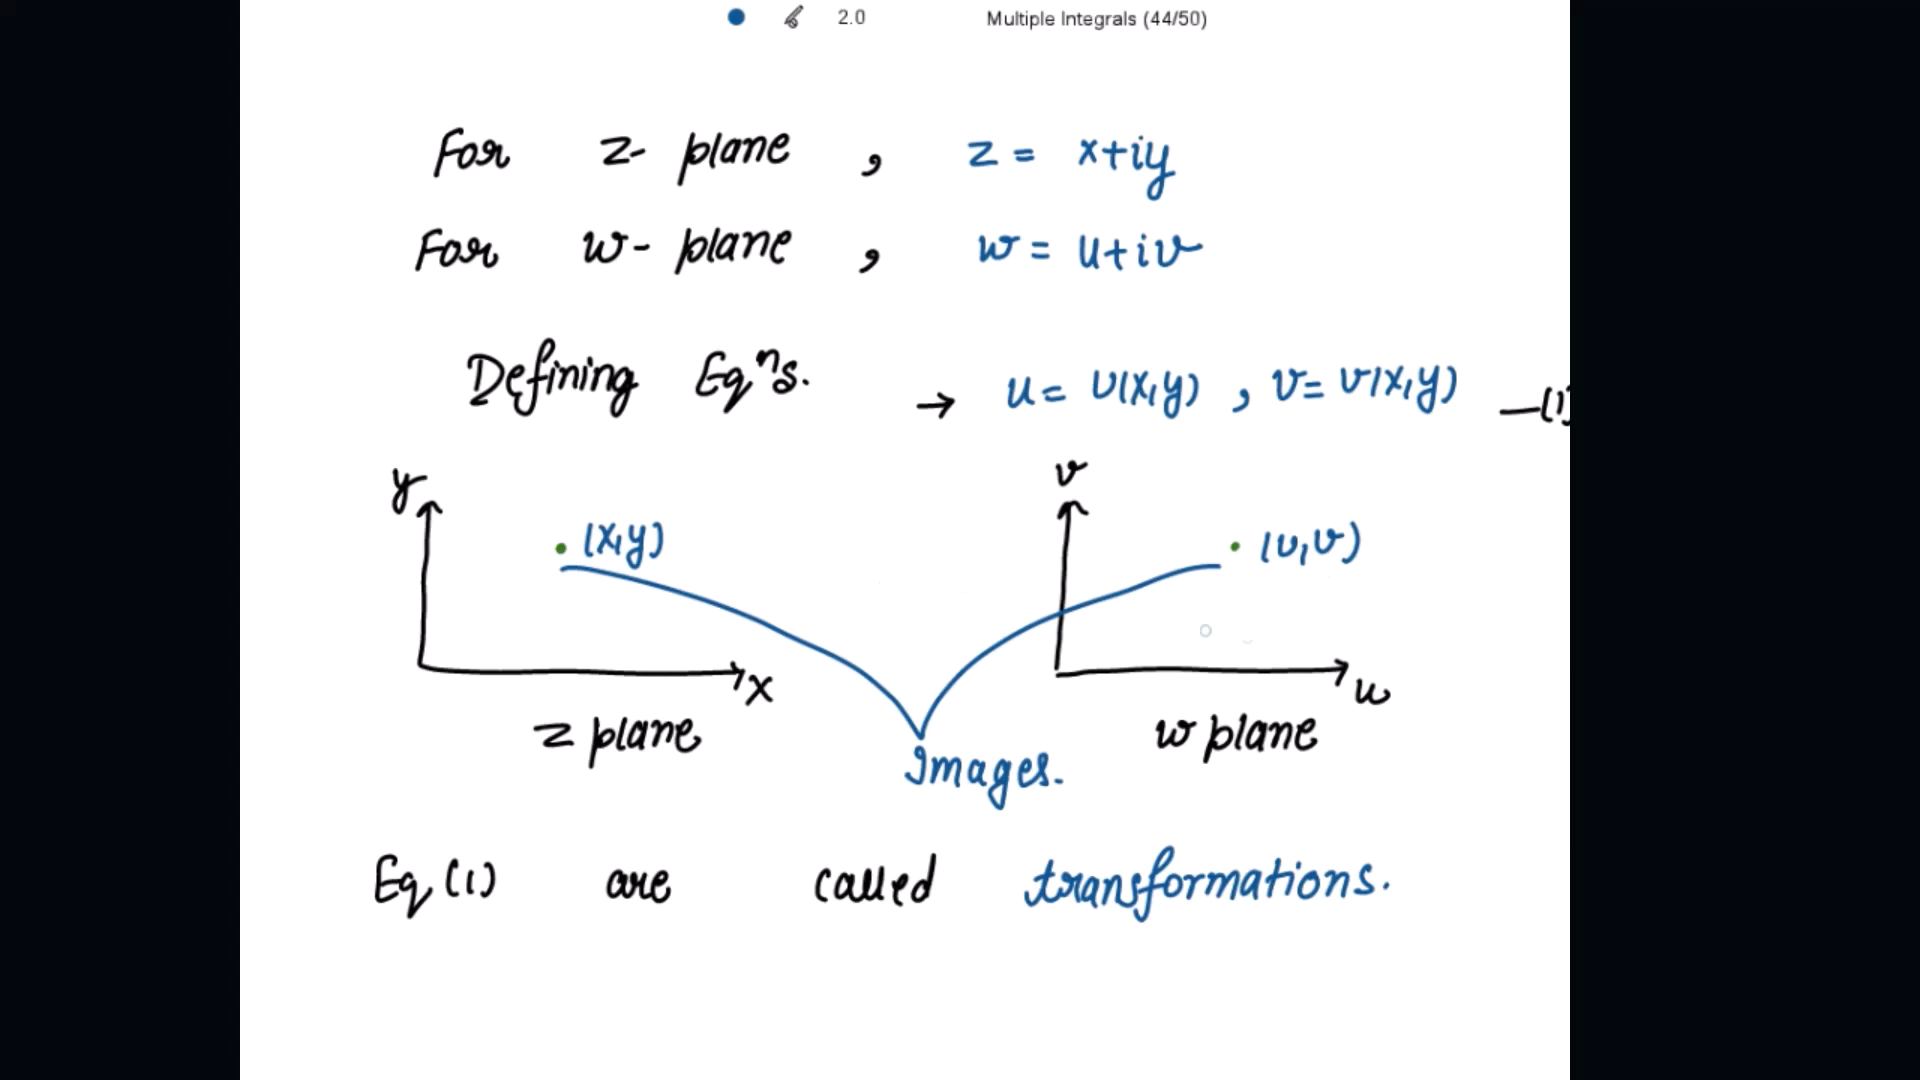 2.0 Multiple Integrals (44/50)
For z- plane , z = x+iy
For w- plane , w = u+iv
Defining Eqⁿs. → u = u(x,y) , v = v(x,y) —(1)
y
v
(x,y)
(u,v)
x
u
z plane
w plane
Images.
Eq (1) are called transformations.